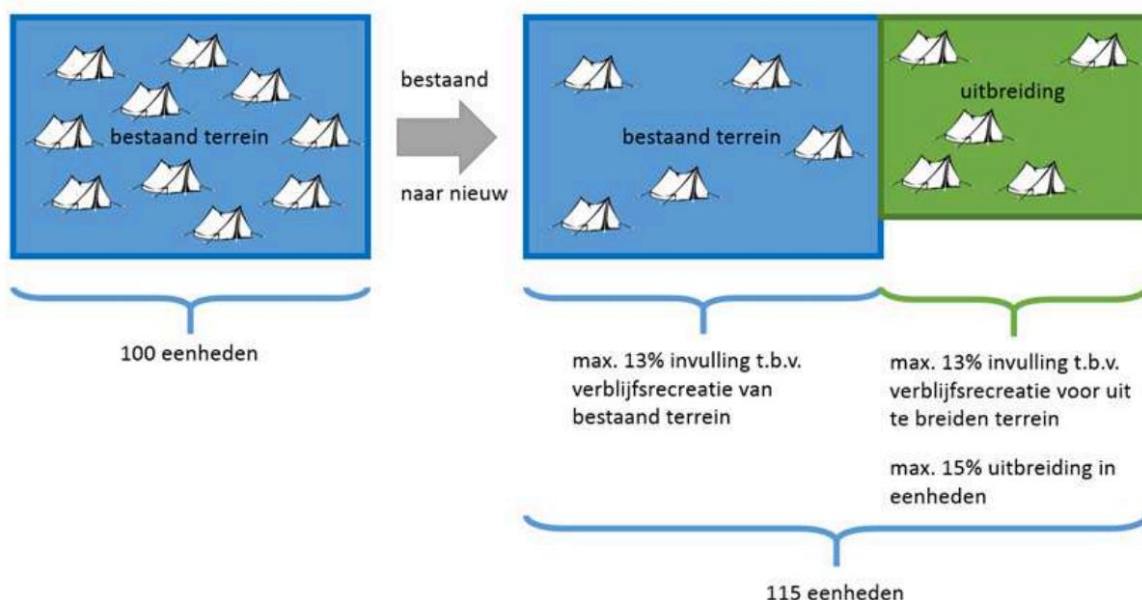 bestaand terrein
bestaand
naar nieuw
bestaand terrein
uitbreiding
100 eenheden
max. 13% invulling t.b.v.
verblijfsrecreatie van
bestaand terrein
max. 13% invulling t.b.v.
verblijfsrecreatie voor uit
te breiden terrein
max. 15% uitbreiding in
eenheden
115 eenheden